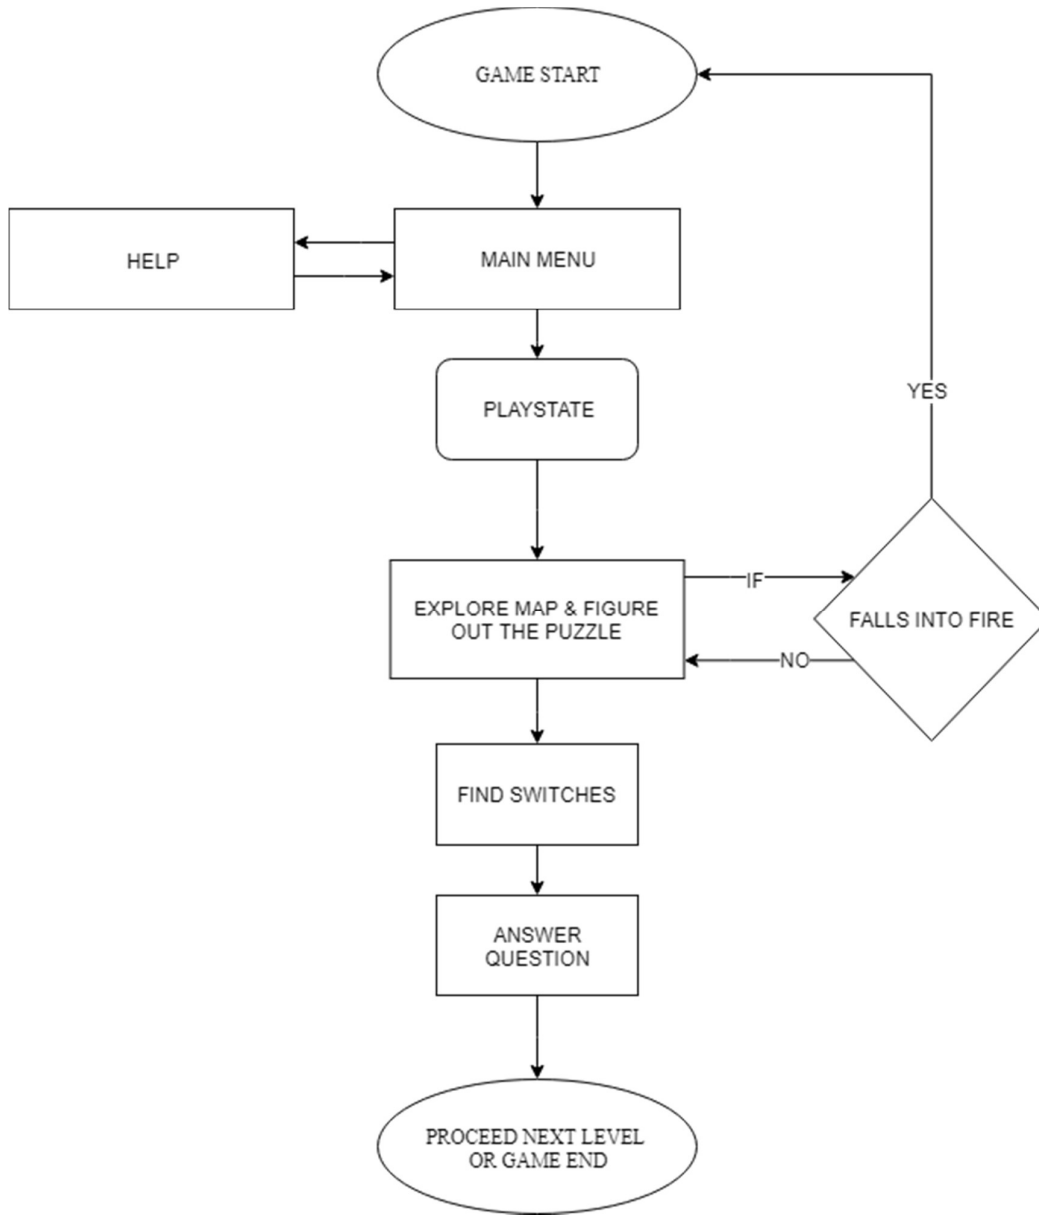 GAME START
HELP
MAIN MENU
PLAYSTATE
YES
EXPLORE MAP & FIGURE
OUT THE PUZZLE
IF
FALLS INTO FIRE
NO
FIND SWITCHES
ANSWER
QUESTION
PROCEED NEXT LEVEL
OR GAME END